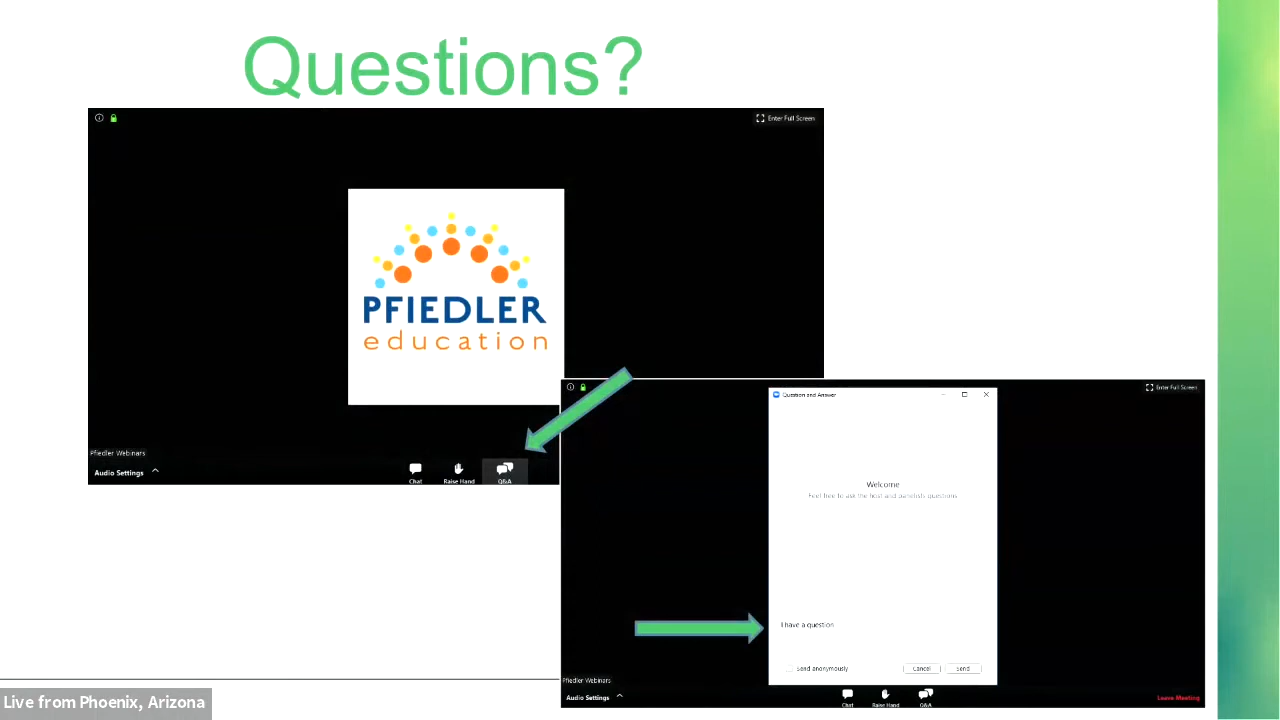 Questions?
Enter Full Screen
PFIEDLER
education
Pfiedler Webinars
Audio Settings
Chat
Raise Hand
Q&A
Enter Full Screen
Question and Answer
Welcome
Feel free to ask the host and panelists questions
I have a question
Send anonymously
Cancel
Send
Pfiedler Webinars
Audio Settings
Chat
Raise Hand
Q&A
Leave Meeting
Live from Phoenix, Arizona